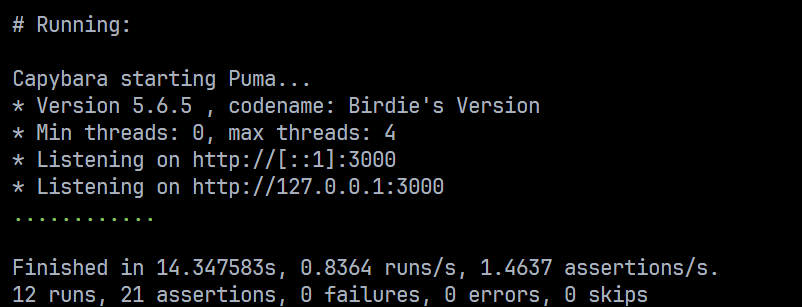 # Running:
Capybara starting Puma...
* Version 5.6.5 , codename: Birdie's Version
* Min threads: 0, max threads: 4
* Listening on http://[::1]:3000
* Listening on http://127.0.0.1:3000
............
Finished in 14.347583s, 0.8364 runs/s, 1.4637 assertions/s.
12 runs, 21 assertions, 0 failures, 0 errors, 0 skips